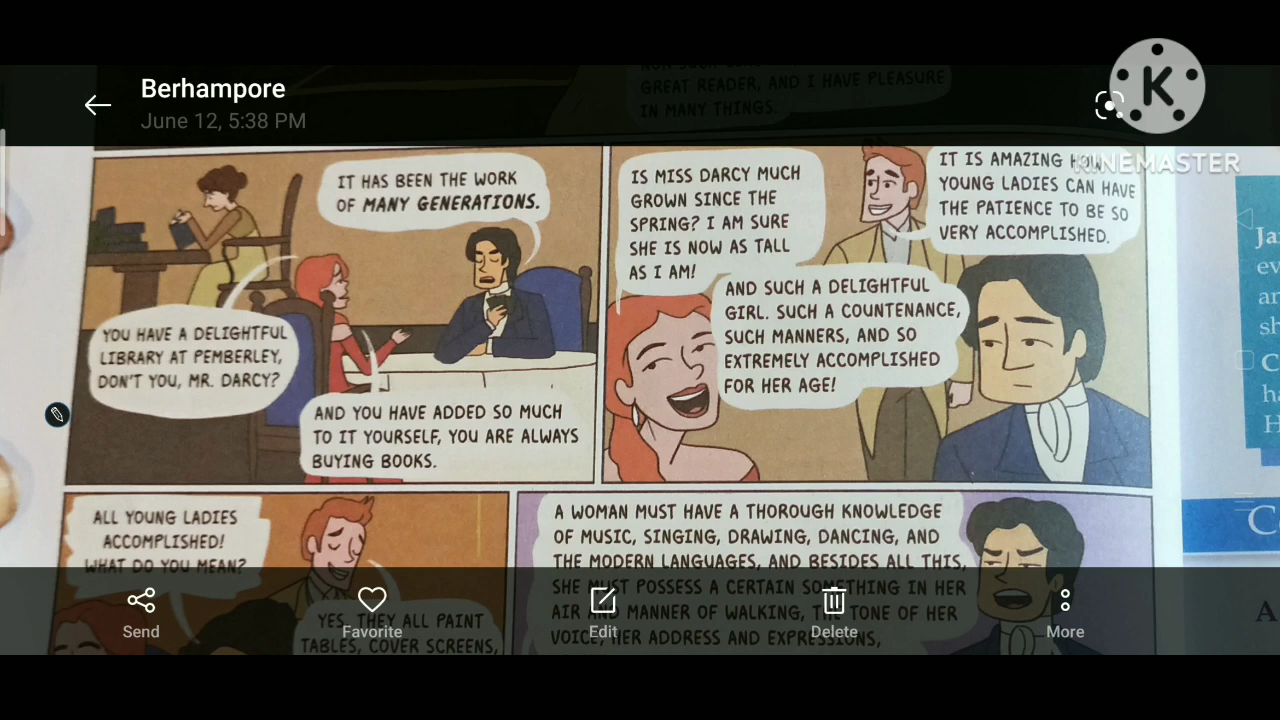 Berhampore
June 12, 5:38 PM
GREAT READER, AND I HAVE PLEASURE
IN MANY THINGS.
K
KINEMASTER
IT HAS BEEN THE WORK
OF MANY GENERATIONS.
YOU HAVE A DELIGHTFUL
LIBRARY AT PEMBERLEY,
DON'T YOU, MR. DARCY?
AND YOU HAVE ADDED SO MUCH
TO IT YOURSELF, YOU ARE ALWAYS
BUYING BOOKS.
IS MISS DARCY MUCH
GROWN SINCE THE
SPRING? I AM SURE
SHE IS NOW AS TALL
AS I AM!
IT IS AMAZING HOW
YOUNG LADIES CAN HAVE
THE PATIENCE TO BE SO
VERY ACCOMPLISHED.
AND SUCH A DELIGHTFUL
GIRL. SUCH A COUNTENANCE,
SUCH MANNERS, AND SO
EXTREMELY ACCOMPLISHED
FOR HER AGE!
ALL YOUNG LADIES
ACCOMPLISHED!
WHAT DO YOU MEAN?
YES, THEY ALL PAINT
TABLES, COVER SCREENS,
A WOMAN MUST HAVE A THOROUGH KNOWLEDGE
OF MUSIC, SINGING, DRAWING, DANCING, AND
THE MODERN LANGUAGES, AND BESIDES ALL THIS,
SHE MUST POSSESS A CERTAIN SOMETHING IN HER
AIR AND MANNER OF WALKING, THE TONE OF HER
VOICE, HER ADDRESS AND EXPRESSIONS,
Send
Favorite
Edit
Delete
More